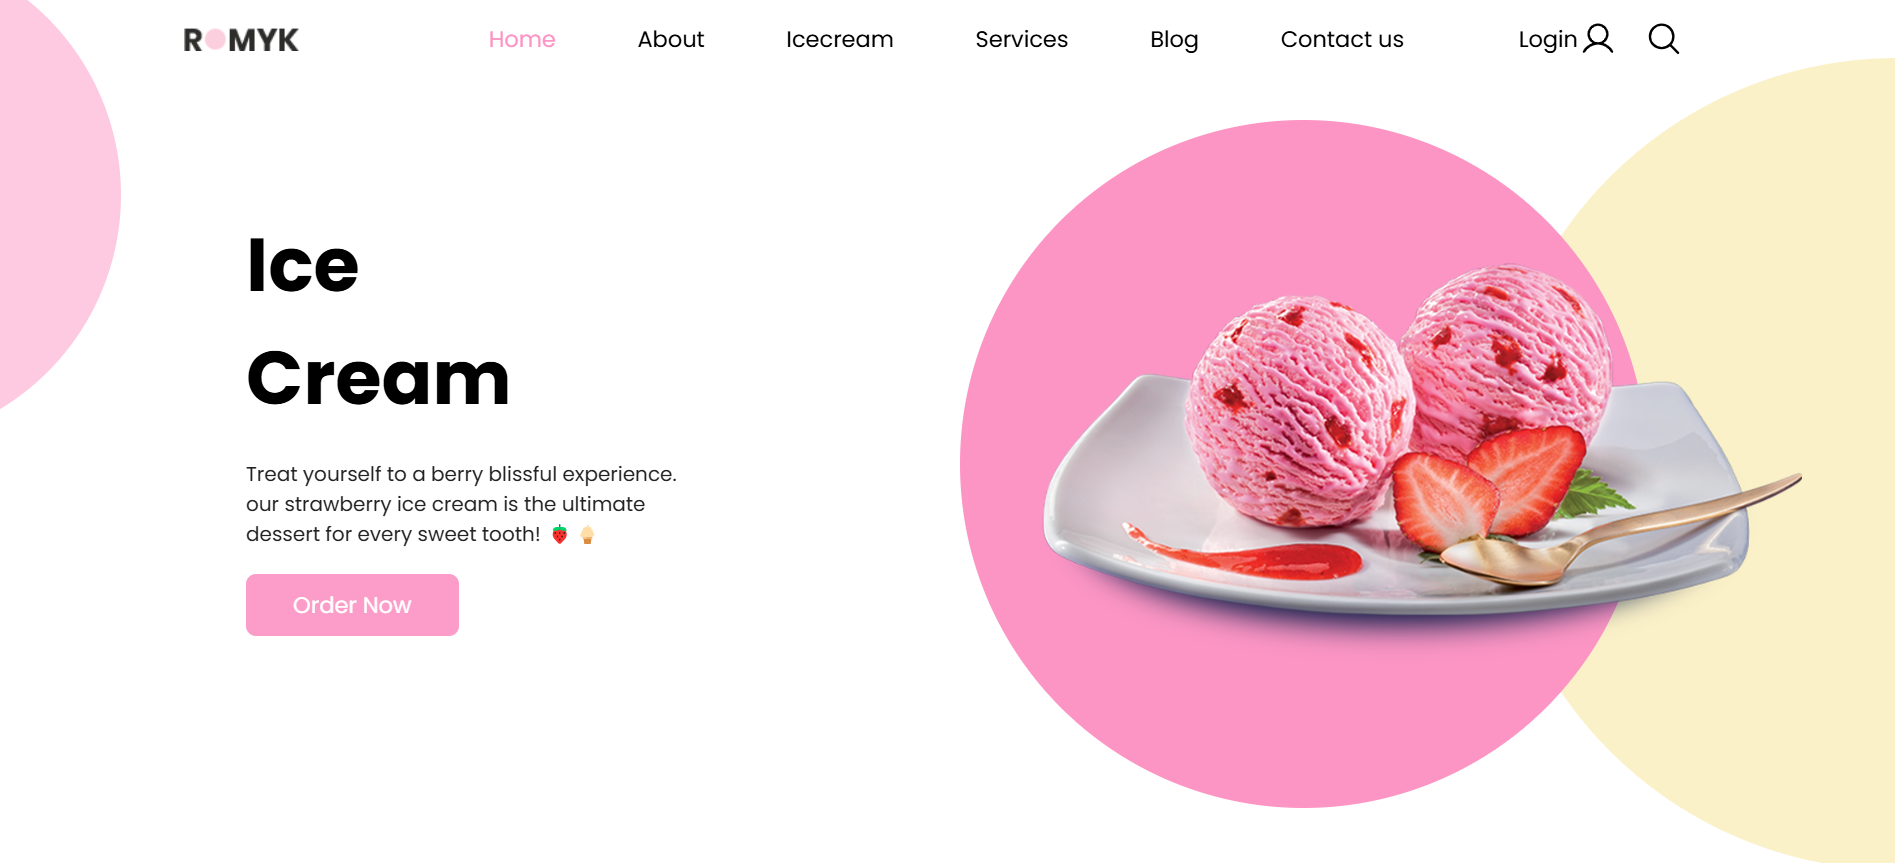 ROMYK Home About Icecream Services Blog Contact us Login
Ice
Cream
Treat yourself to a berry blissful experience.
our strawberry ice cream is the ultimate
dessert for every sweet tooth! 🍓 🍦
Order Now